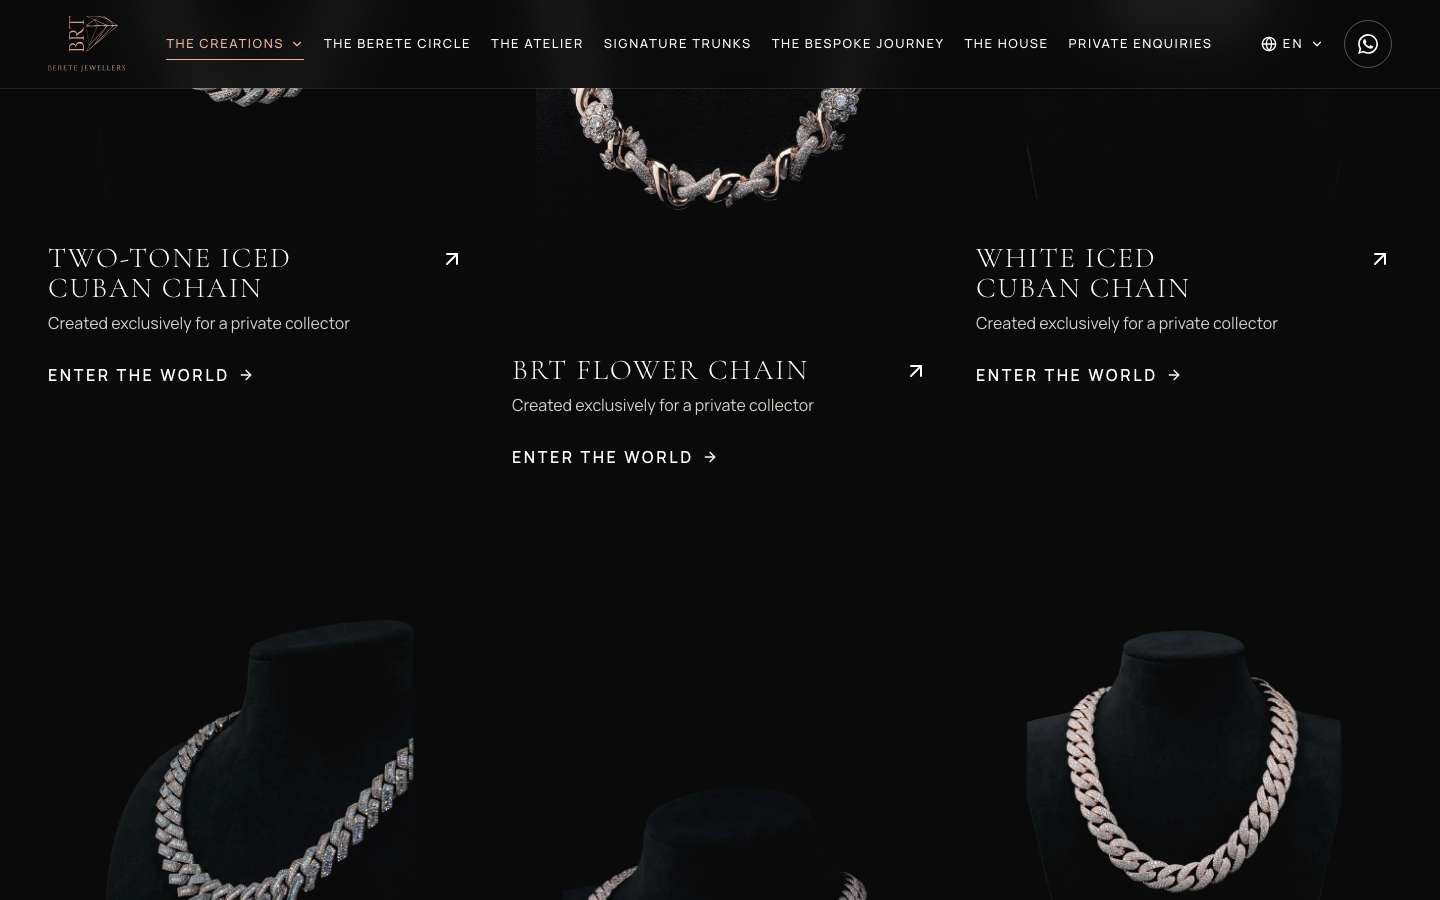 BRT
BERETE JEWELLERS
THE CREATIONS
THE BERETE CIRCLE
THE ATELIER
SIGNATURE TRUNKS
THE BESPOKE JOURNEY
THE HOUSE
PRIVATE ENQUIRIES
EN
TWO-TONE ICED
CUBAN CHAIN
Created exclusively for a private collector
ENTER THE WORLD
BRT FLOWER CHAIN
Created exclusively for a private collector
ENTER THE WORLD
WHITE ICED
CUBAN CHAIN
Created exclusively for a private collector
ENTER THE WORLD